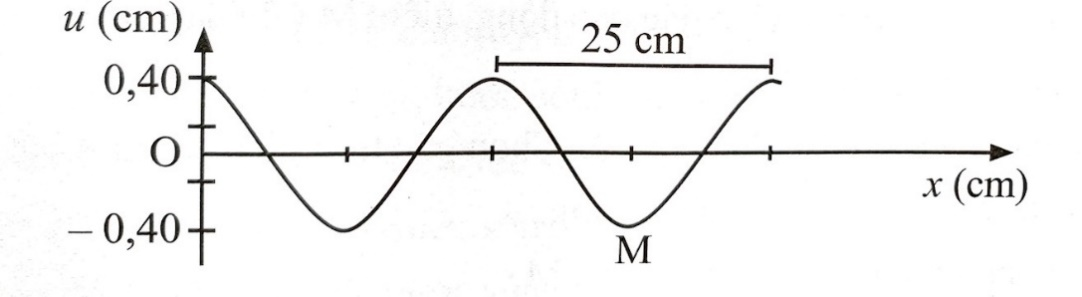 u (cm)
25 cm
0,40
O
x (cm)
– 0,40
M